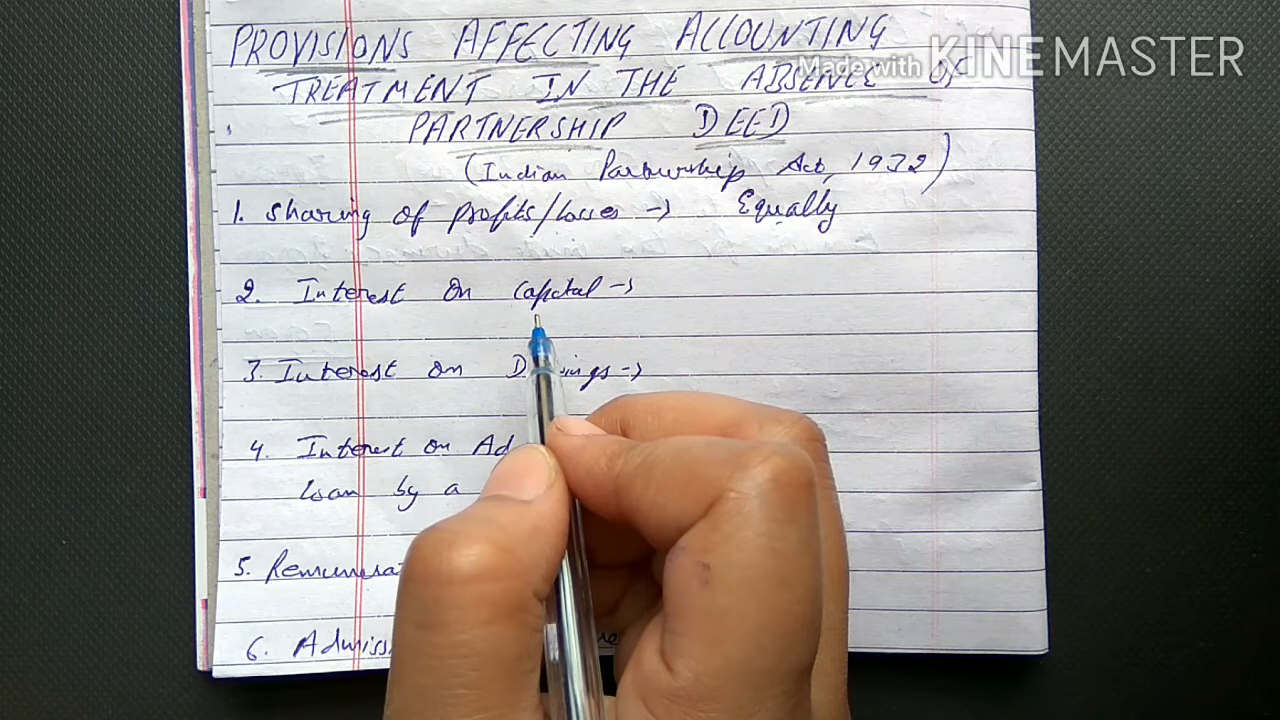 PROVISIONS AFFECTING ACCOUNTING
Made with KINEMASTER
TREATMENT IN THE ABSENCE OF
PARTNERSHIP DEED
(Indian Partnership Act, 1932)
1. Sharing of Profits/Losses →) Equally
2. Interest On Capital →
3. Interest on D ings →
4. Interest on Ad
loan by a
5. Remunerat
6. Admiss